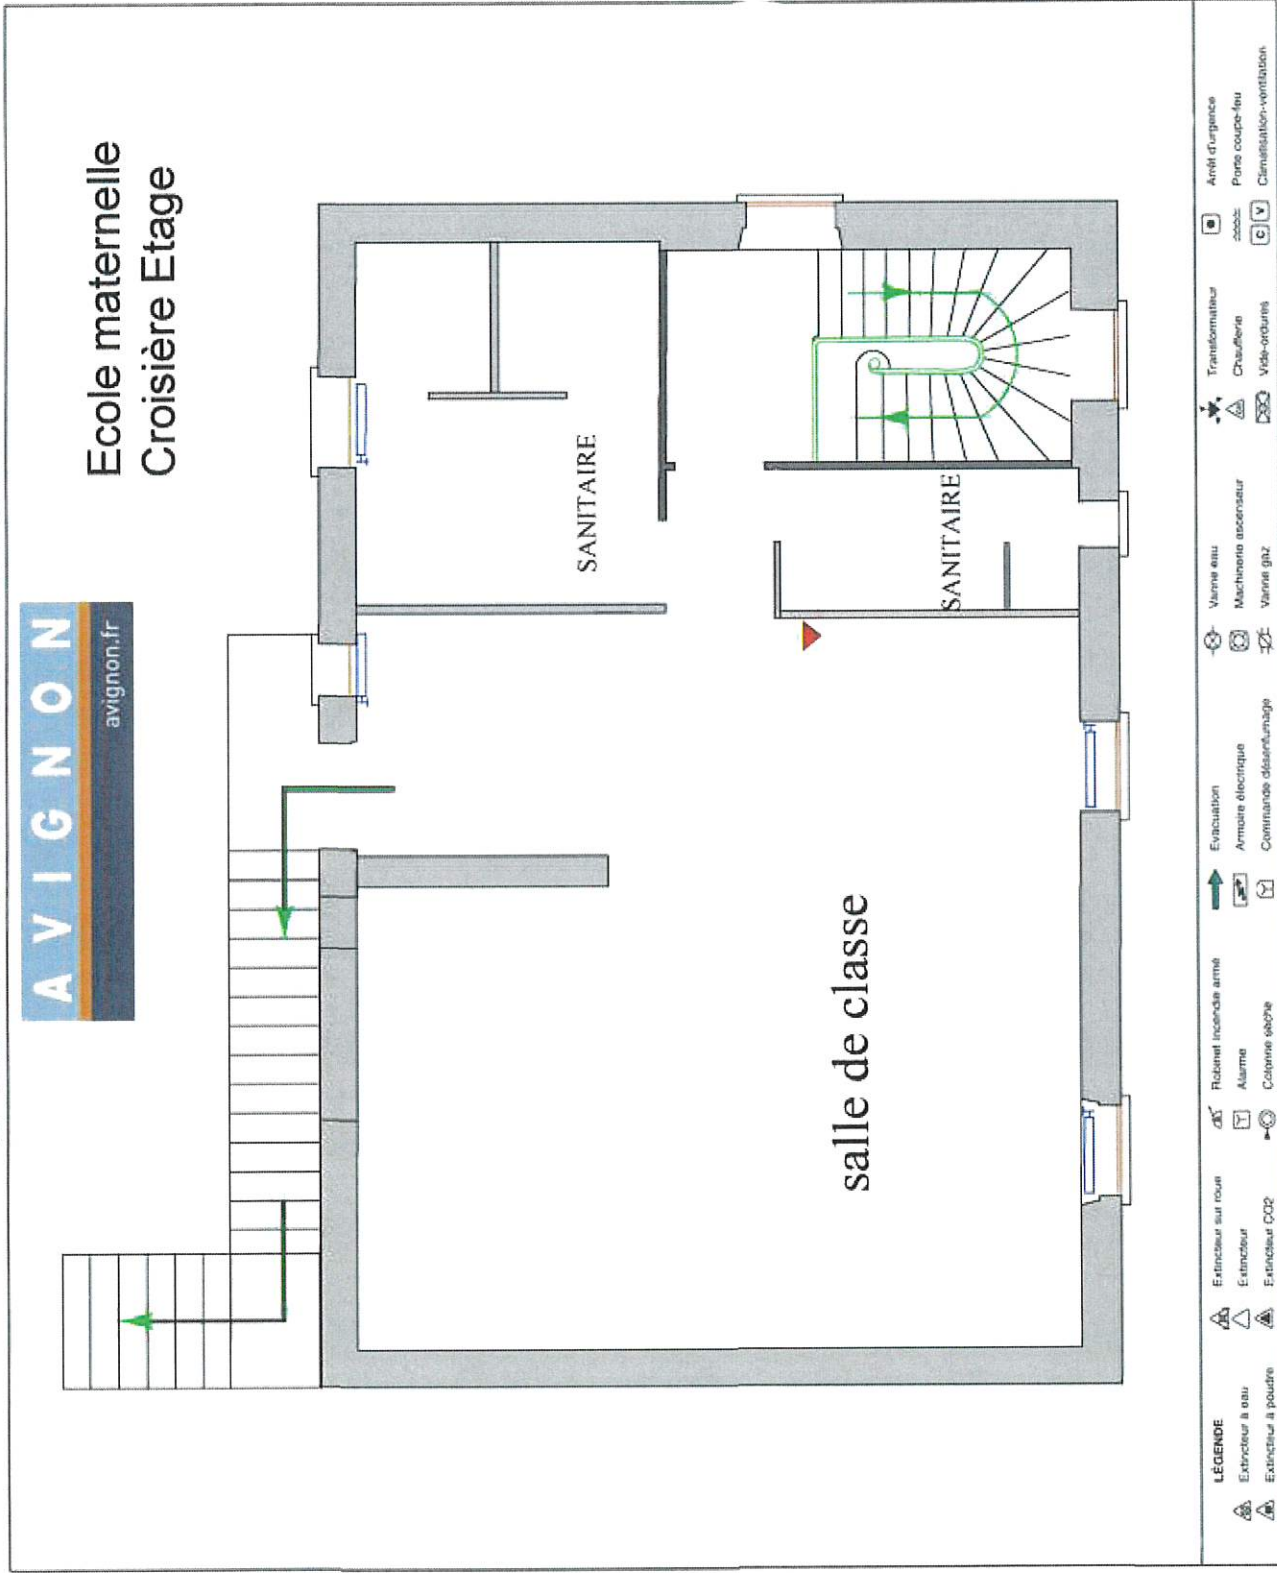 AVIGNON
avignon.fr
Ecole maternelle
Croisière Etage
SANITAIRE
SANITAIRE
salle de classe
LÉGENDE
Extincteur à eau
Extincteur à poudre
Extincteur sur roue
Extincteur
Extincteur CO2
Robinet incendie armé
Alarme
Colonne sèche
Evacuation
Armoire électrique
Commande désenfumage
Vanne eau
Machinerie ascenseur
Vanne gaz
Transformateur
Chaufferie
Vide-ordures
Arrêt d'urgence
Porte coupe-feu
C V Climatisation-ventilation